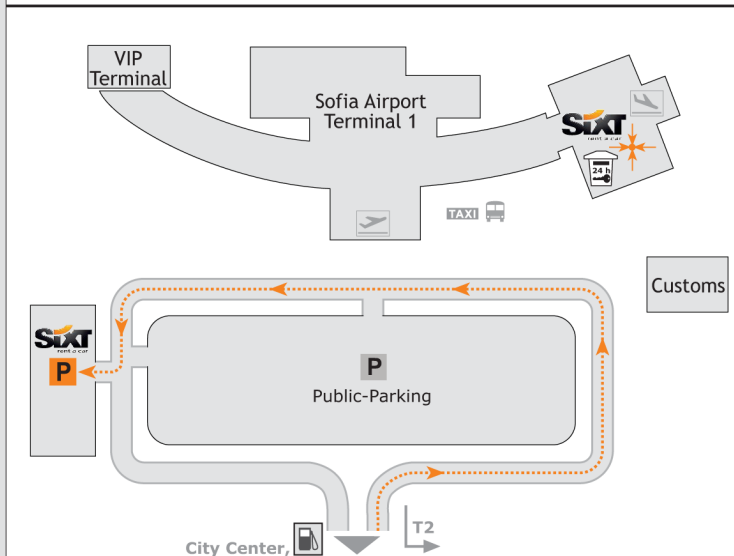 VIP
Terminal
Sofia Airport
Terminal 1
SIXT
rent a car
24 h
TAXI
Customs
SIXT
rent a car
P
P
Public-Parking
T2
City Center,